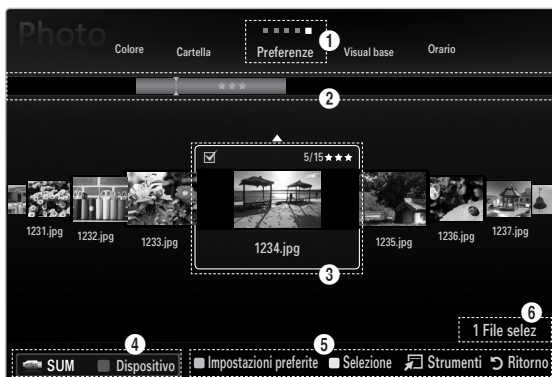 Photo
Colore Cartella Preferenze Visual base Orario
1
★★★
2
5/15★★★
1231.jpg 1232.jpg 1233.jpg 1234.jpg 1235.jpg 1236.jpg 1237.jpg
3
6
1 File selez
4 5
SUM Dispositivo Impostazioni preferite Selezione Strumenti Ritorno